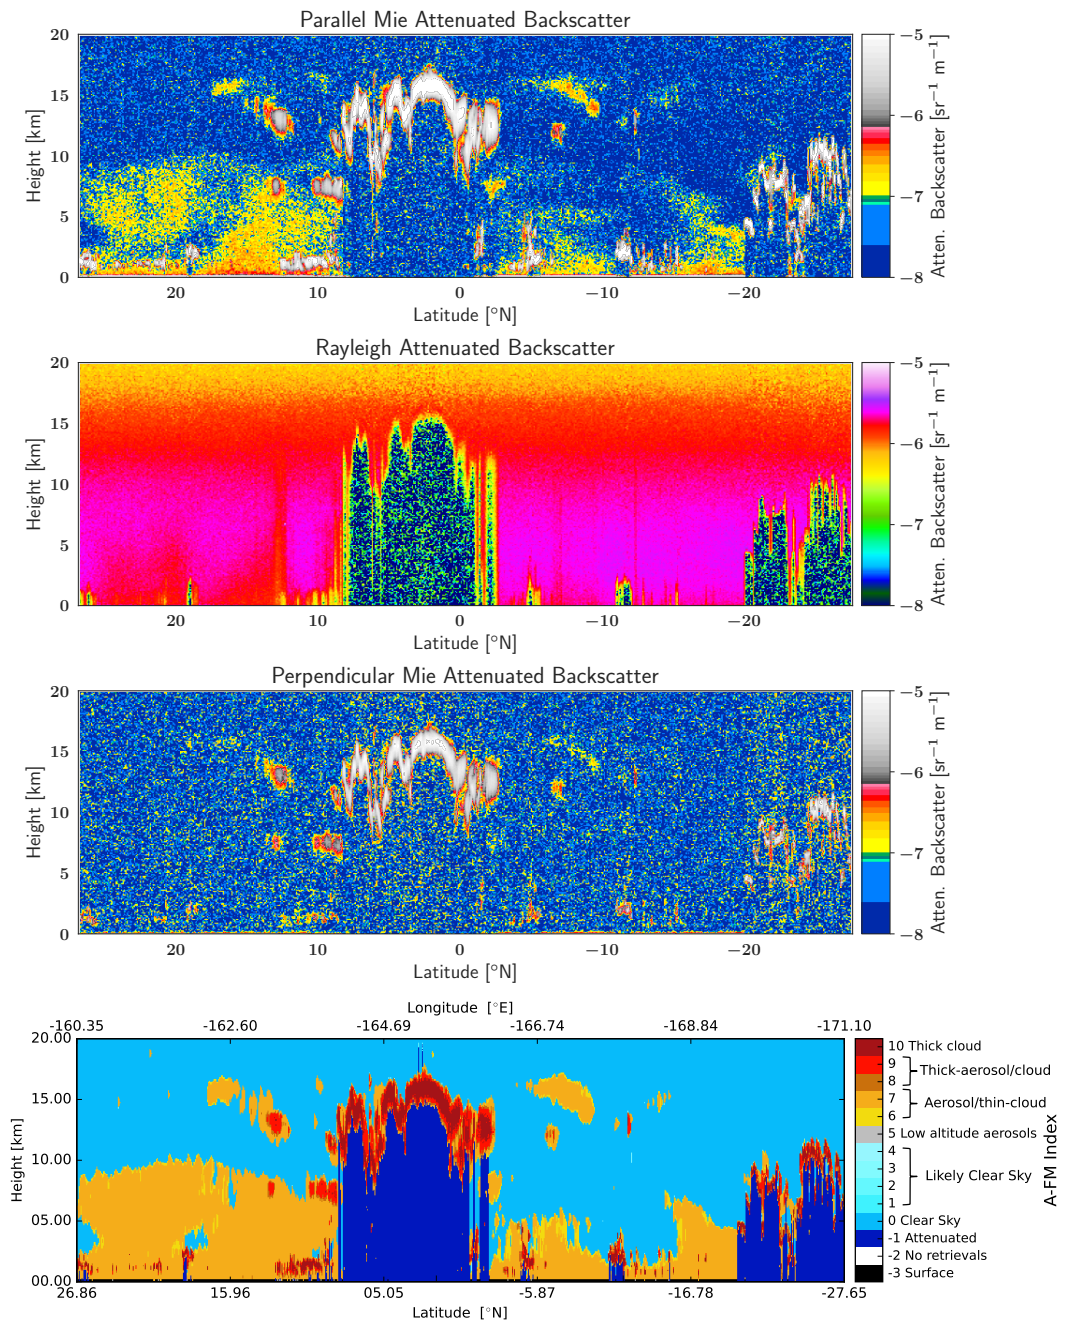 Parallel Mie Attenuated Backscatter
20
15
10
5
0
Height [km]
20 10 0 −10 −20
Latitude [°N]
−5
−6
−7
−8
Atten. Backscatter [sr−1 m−1]
Rayleigh Attenuated Backscatter
20
15
10
5
0
Height [km]
20 10 0 −10 −20
Latitude [°N]
−5
−6
−7
−8
Atten. Backscatter [sr−1 m−1]
Perpendicular Mie Attenuated Backscatter
20
15
10
5
0
Height [km]
20 10 0 −10 −20
Latitude [°N]
−5
−6
−7
−8
Atten. Backscatter [sr−1 m−1]
Longitude [°E]
-160.35 -162.60 -164.69 -166.74 -168.84 -171.10
20.00
15.00
10.00
05.00
00.00
Height [km]
26.86 15.96 05.05 -5.87 -16.78 -27.65
Latitude [°N]
10 Thick cloud
9
Thick-aerosol/cloud
8
7
Aerosol/thin-cloud
6
5 Low altitude aerosols
4
3
Likely Clear Sky
2
1
0 Clear Sky
-1 Attenuated
-2 No retrievals
-3 Surface
A-FM Index